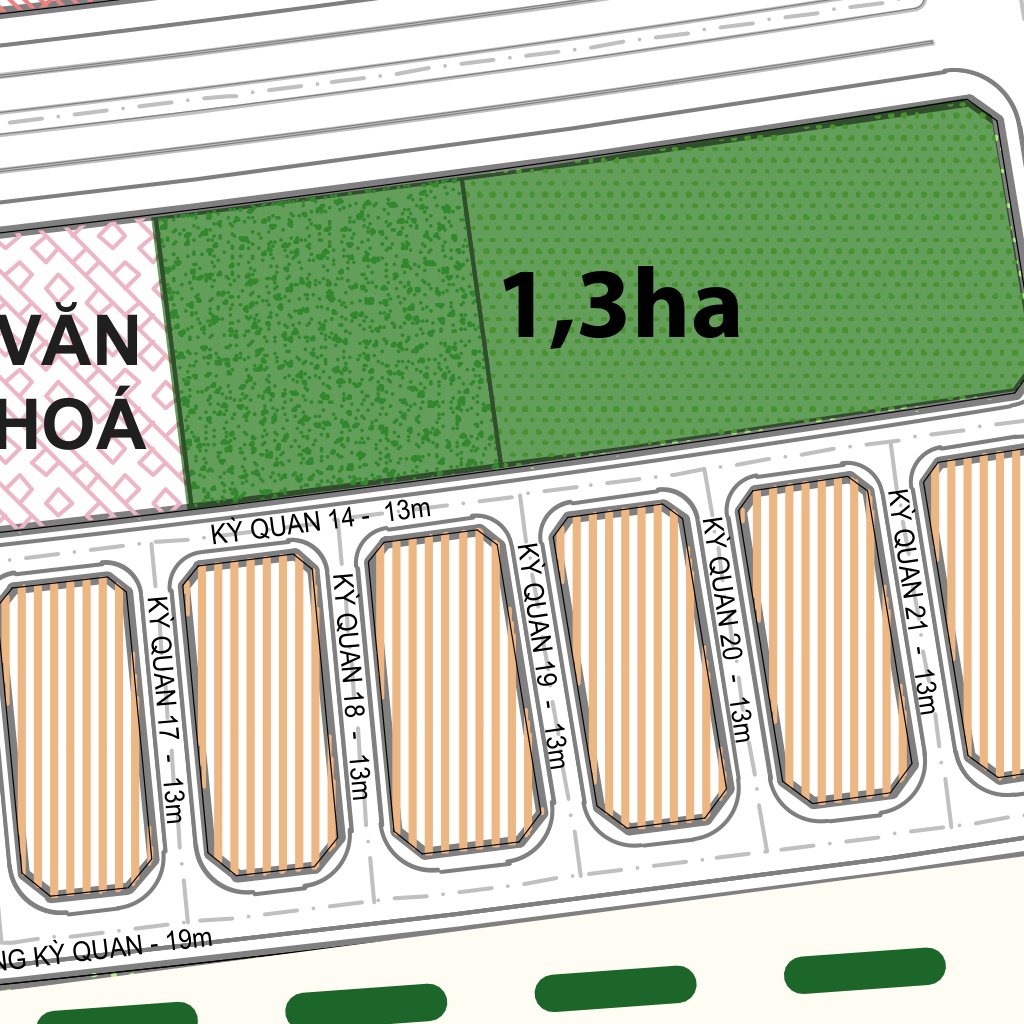 1,3ha
VĂN
HOÁ
KỲ QUAN 14 - 13m
KỲ QUAN 17 - 13m
KỲ QUAN 18 - 13m
KỲ QUAN 19 - 13m
KỲ QUAN 20 - 13m
KỲ QUAN 21 - 13m
NG KỲ QUAN - 19m